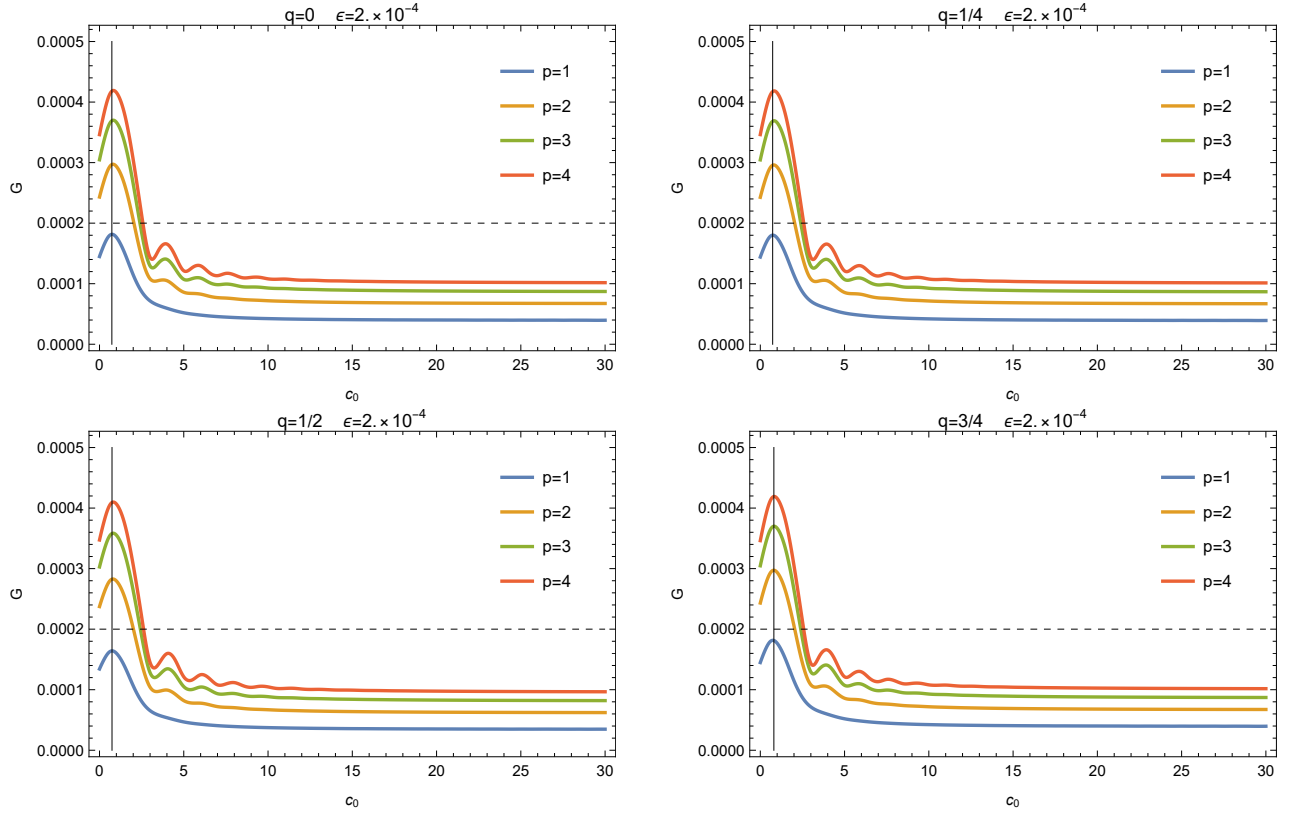 q=0 ϵ=2.×10⁻⁴
0.0005
0.0004
0.0003
0.0002
0.0001
0.0000
G
p=1
p=2
p=3
p=4
0 5 10 15 20 25 30
c₀
q=1/4 ϵ=2.×10⁻⁴
0.0005
0.0004
0.0003
0.0002
0.0001
0.0000
G
p=1
p=2
p=3
p=4
0 5 10 15 20 25 30
c₀
q=1/2 ϵ=2.×10⁻⁴
0.0005
0.0004
0.0003
0.0002
0.0001
0.0000
G
p=1
p=2
p=3
p=4
0 5 10 15 20 25 30
c₀
q=3/4 ϵ=2.×10⁻⁴
0.0005
0.0004
0.0003
0.0002
0.0001
0.0000
G
p=1
p=2
p=3
p=4
0 5 10 15 20 25 30
c₀